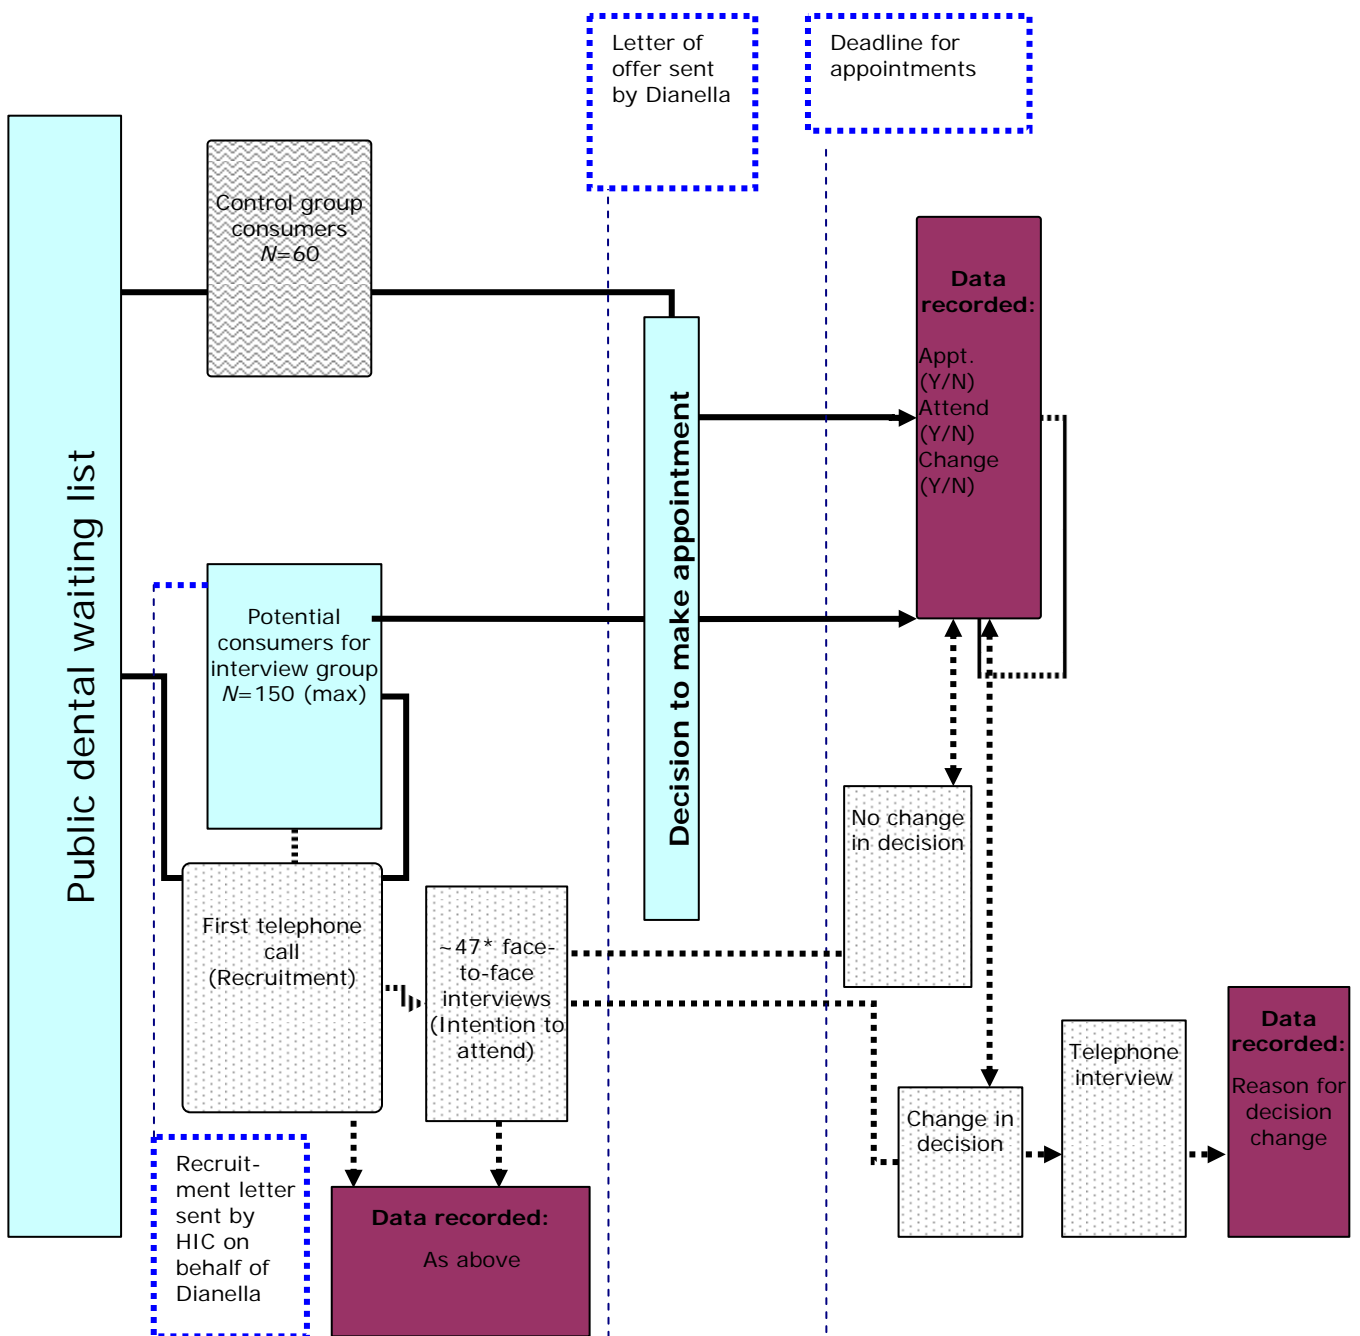 Letter of
offer sent
by Dianella
Deadline for
appointments
Public dental waiting list
Control group
consumers
N=60
Decision to make appointment
Data
recorded:
Appt.
(Y/N)
Attend
(Y/N)
Change
(Y/N)
Potential
consumers for
interview group
N=150 (max)
No change
in decision
First telephone
call
(Recruitment)
~47* face-
to-face
interviews
(Intention to
attend)
Change in
decision
Telephone
interview
Data
recorded:
Reason for
decision
change
Recruit-
ment letter
sent by
HIC on
behalf of
Dianella
Data recorded:
As above